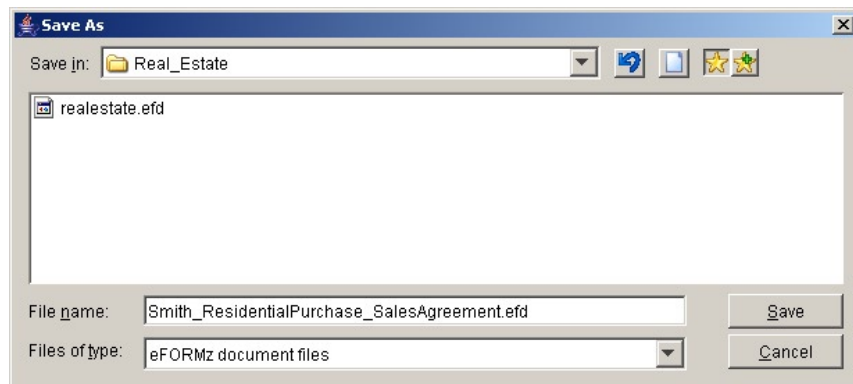 Save As
Save in: Real_Estate
realestate.efd
File name: Smith_ResidentialPurchase_SalesAgreement.efd Save
Files of type: eFORMz document files Cancel